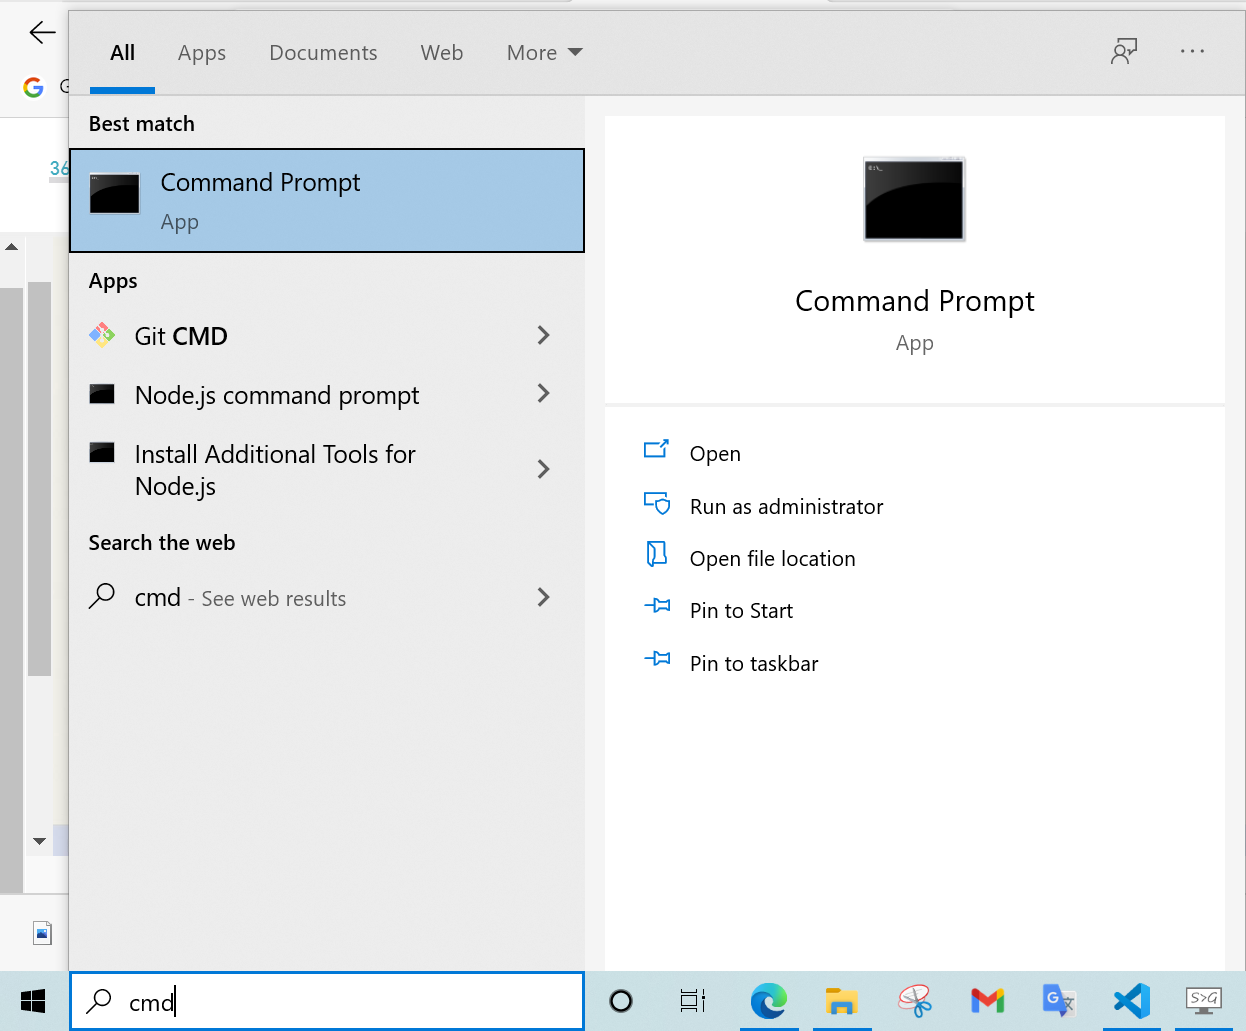 All Apps Documents Web More
G
36
Best match
Command Prompt
App
Apps
Git CMD
Node.js command prompt
Install Additional Tools for
Node.js
Search the web
cmd - See web results
Command Prompt
App
Open
Run as administrator
Open file location
Pin to Start
Pin to taskbar
cmd
S>G